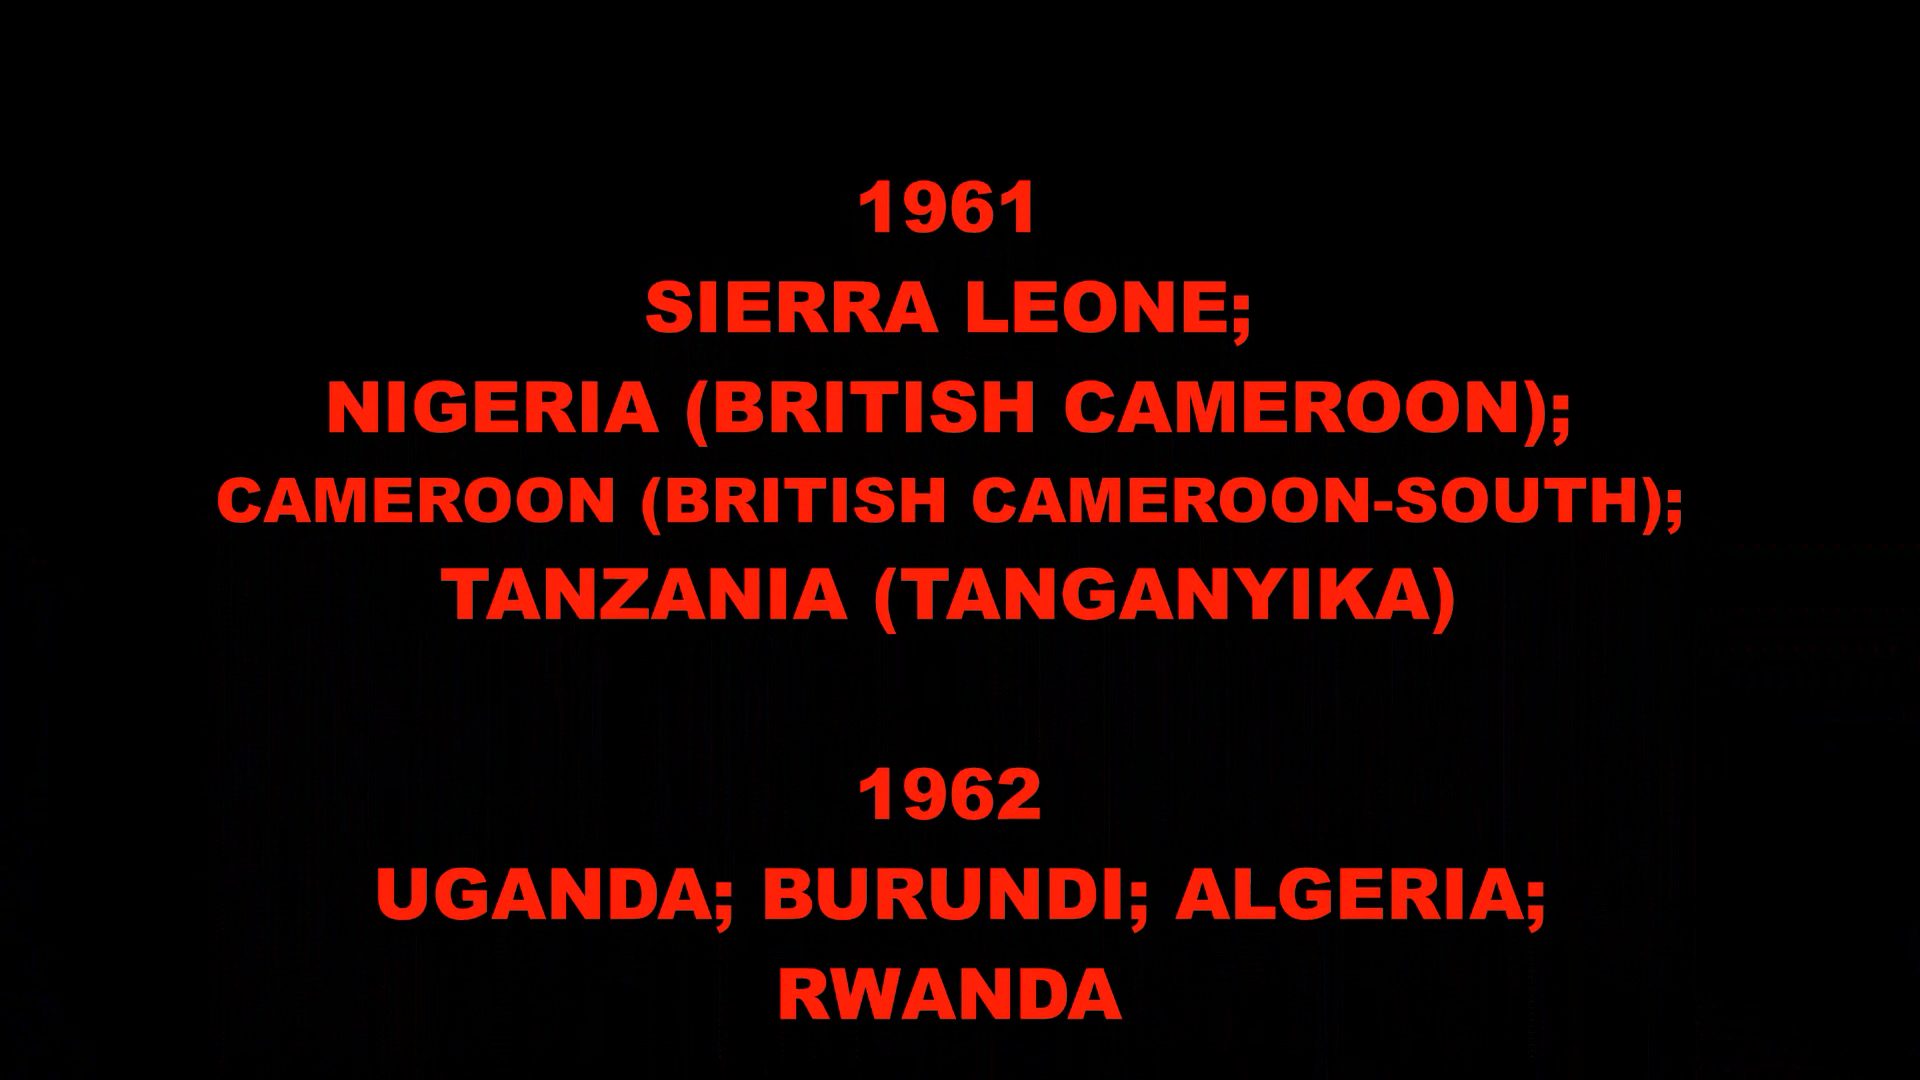 1961
SIERRA LEONE;
NIGERIA (BRITISH CAMEROON);
CAMEROON (BRITISH CAMEROON-SOUTH);
TANZANIA (TANGANYIKA)
1962
UGANDA; BURUNDI; ALGERIA;
RWANDA